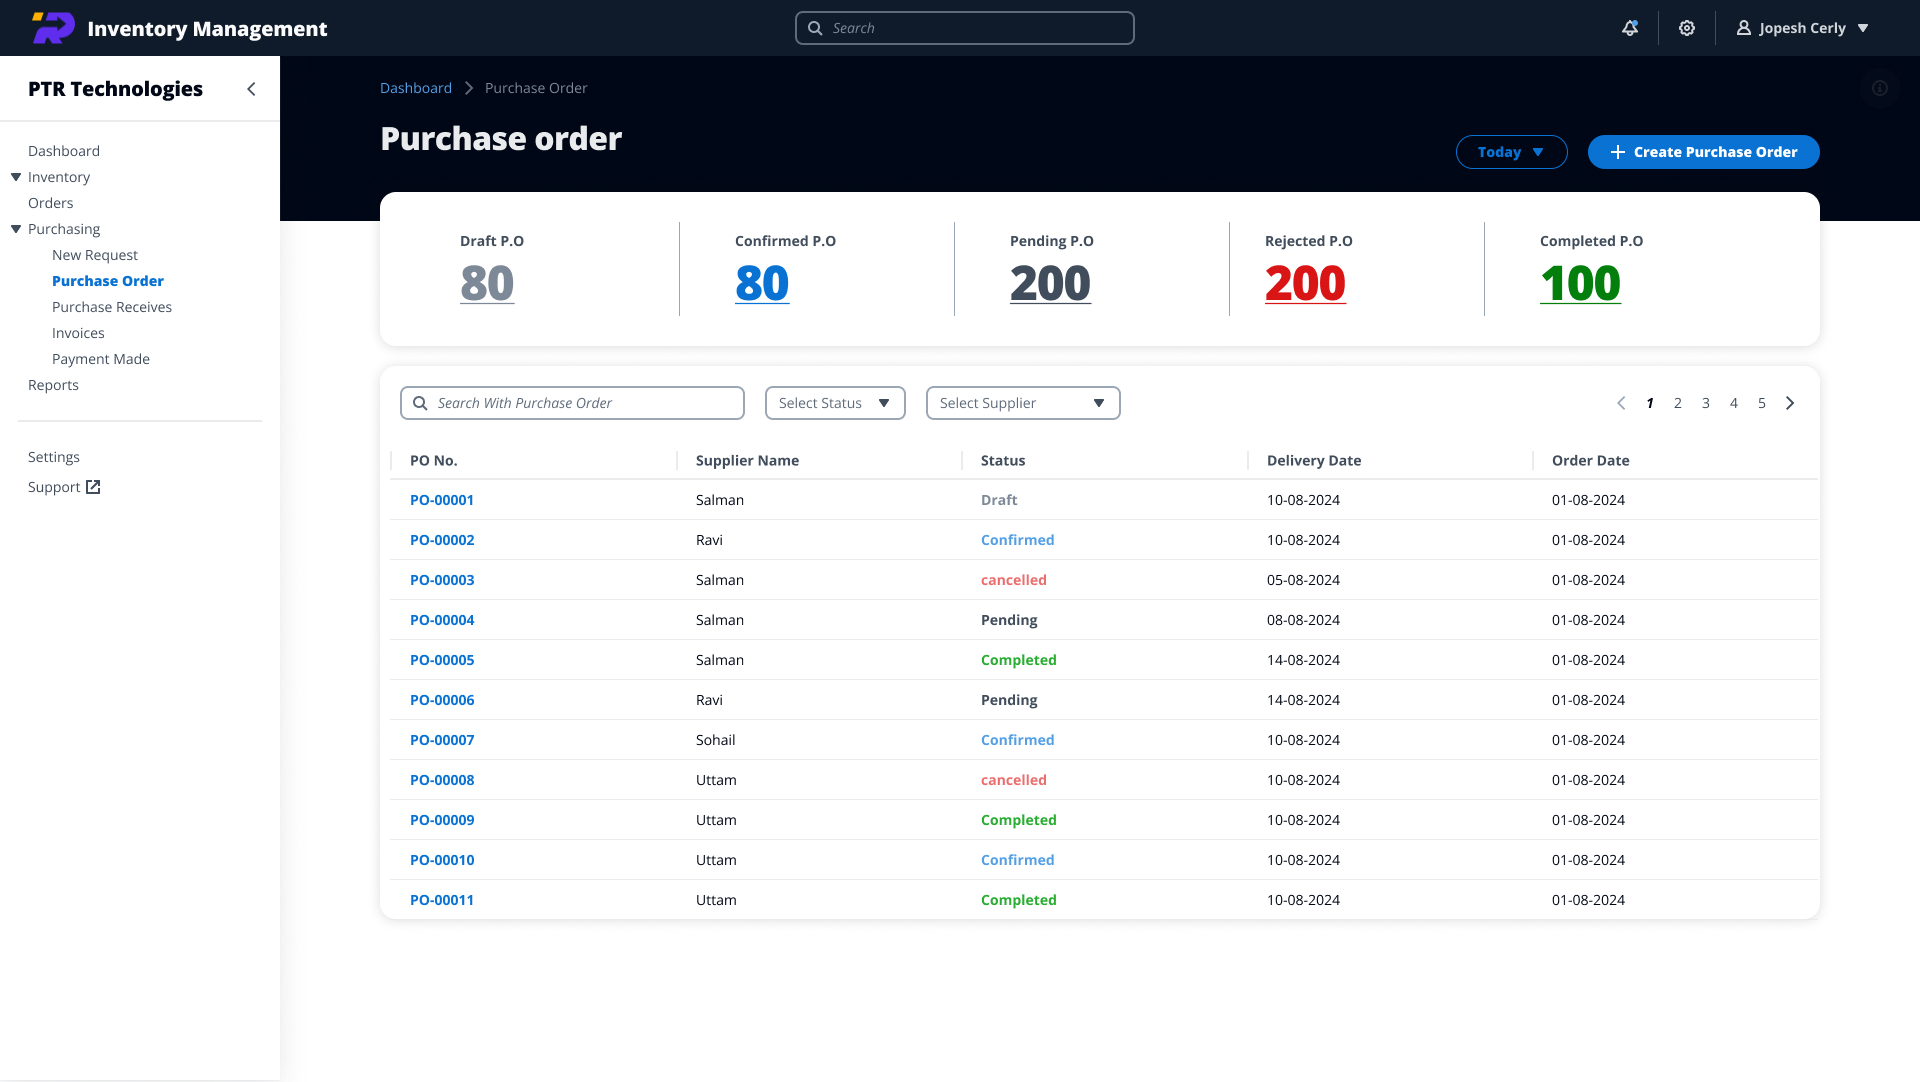 Inventory Management
Search
Jopesh Cerly
PTR Technologies
Dashboard
Inventory
Orders
Purchasing
New Request
Purchase Order
Purchase Receives
Invoices
Payment Made
Reports
Settings
Support
Dashboard > Purchase Order
Purchase order
Today
+ Create Purchase Order
Draft P.O
80
Confirmed P.O
80
Pending P.O
200
Rejected P.O
200
Completed P.O
100
Search With Purchase Order
Select Status
Select Supplier
1 2 3 4 5
PO No. Supplier Name Status Delivery Date Order Date
PO-00001 Salman Draft 10-08-2024 01-08-2024
PO-00002 Ravi Confirmed 10-08-2024 01-08-2024
PO-00003 Salman cancelled 05-08-2024 01-08-2024
PO-00004 Salman Pending 08-08-2024 01-08-2024
PO-00005 Salman Completed 14-08-2024 01-08-2024
PO-00006 Ravi Pending 14-08-2024 01-08-2024
PO-00007 Sohail Confirmed 10-08-2024 01-08-2024
PO-00008 Uttam cancelled 10-08-2024 01-08-2024
PO-00009 Uttam Completed 10-08-2024 01-08-2024
PO-00010 Uttam Confirmed 10-08-2024 01-08-2024
PO-00011 Uttam Completed 10-08-2024 01-08-2024